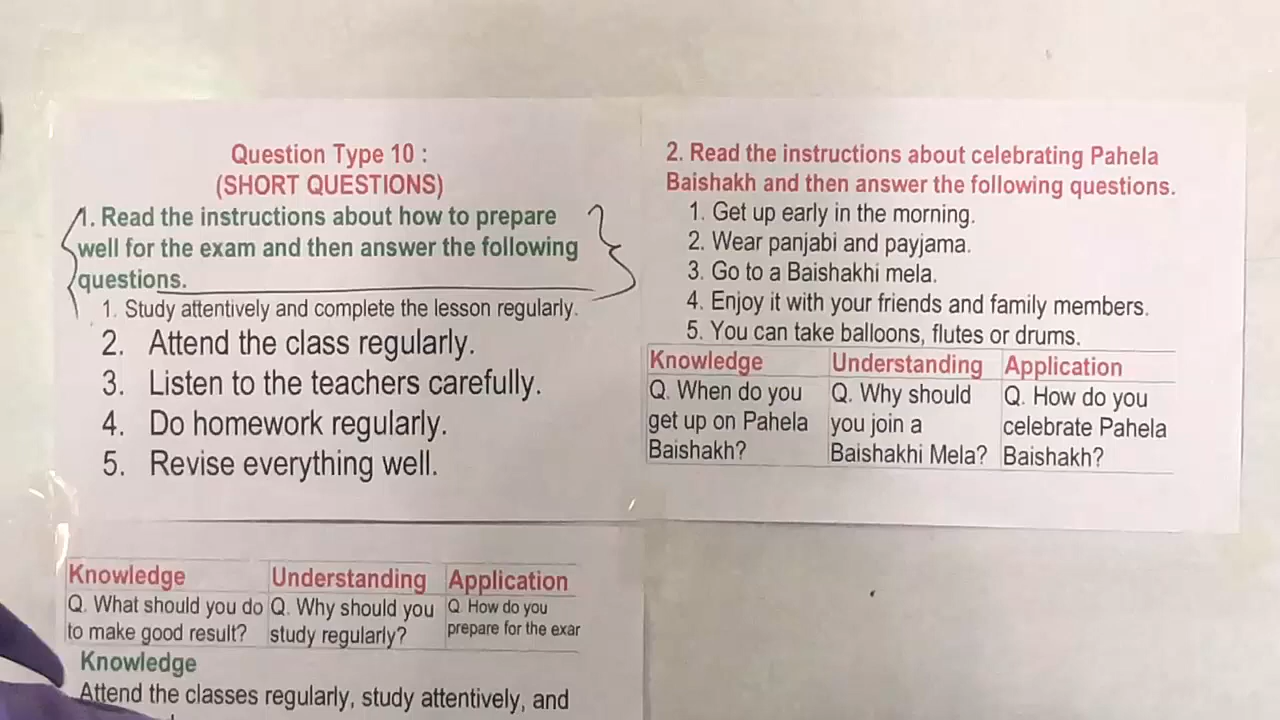 Question Type 10 :
(SHORT QUESTIONS)
1. Read the instructions about how to prepare
well for the exam and then answer the following
questions.
1. Study attentively and complete the lesson regularly.
2. Attend the class regularly.
3. Listen to the teachers carefully.
4. Do homework regularly.
5. Revise everything well.
Knowledge Understanding Application
Q. What should you do Q. Why should you Q. How do you
to make good result? study regularly? prepare for the exar
Knowledge
Attend the classes regularly, study attentively, and
2. Read the instructions about celebrating Pahela
Baishakh and then answer the following questions.
1. Get up early in the morning.
2. Wear panjabi and payjama.
3. Go to a Baishakhi mela.
4. Enjoy it with your friends and family members.
5. You can take balloons, flutes or drums.
Knowledge Understanding Application
Q. When do you Q. Why should Q. How do you
get up on Pahela you join a celebrate Pahela
Baishakh? Baishakhi Mela? Baishakh?